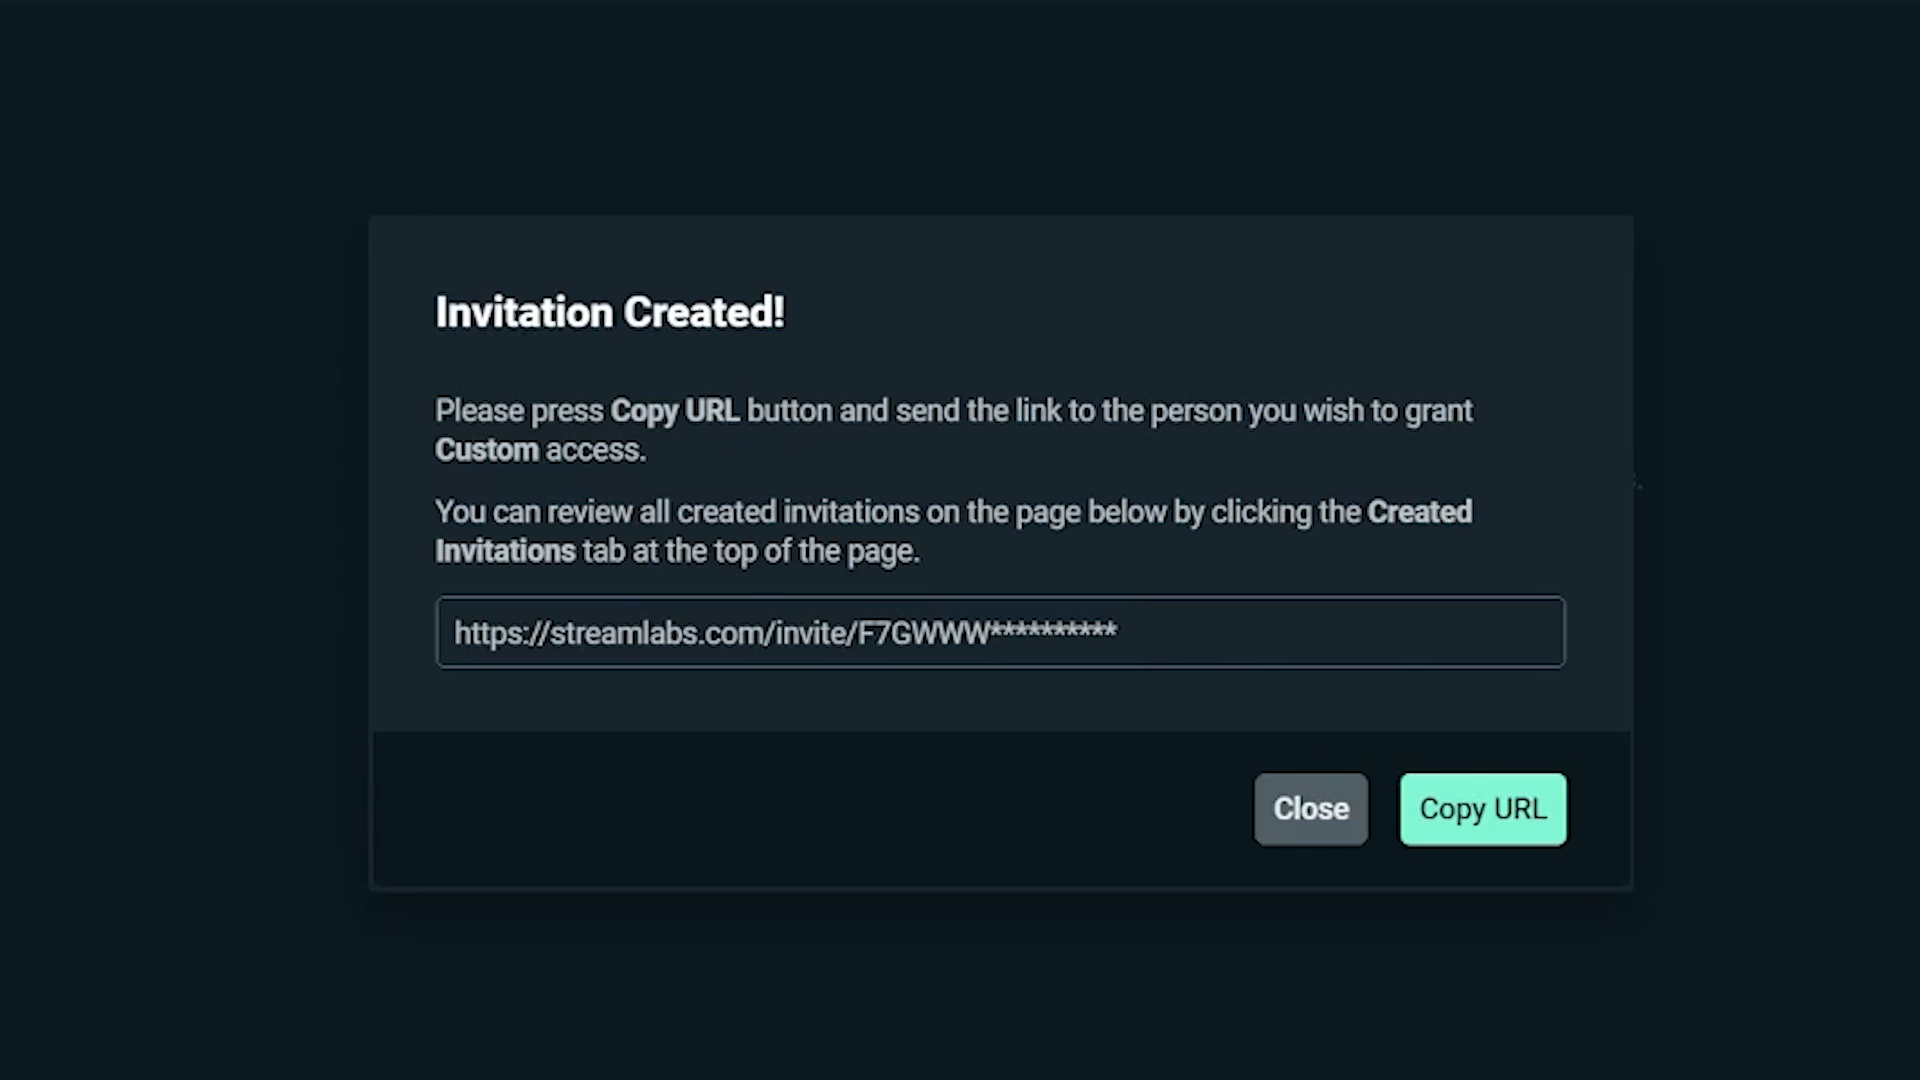 Invitation Created!
Please press Copy URL button and send the link to the person you wish to grant
Custom access.
You can review all created invitations on the page below by clicking the Created
Invitations tab at the top of the page.
https://streamlabs.com/invite/F7GWWW**********
Close
Copy URL